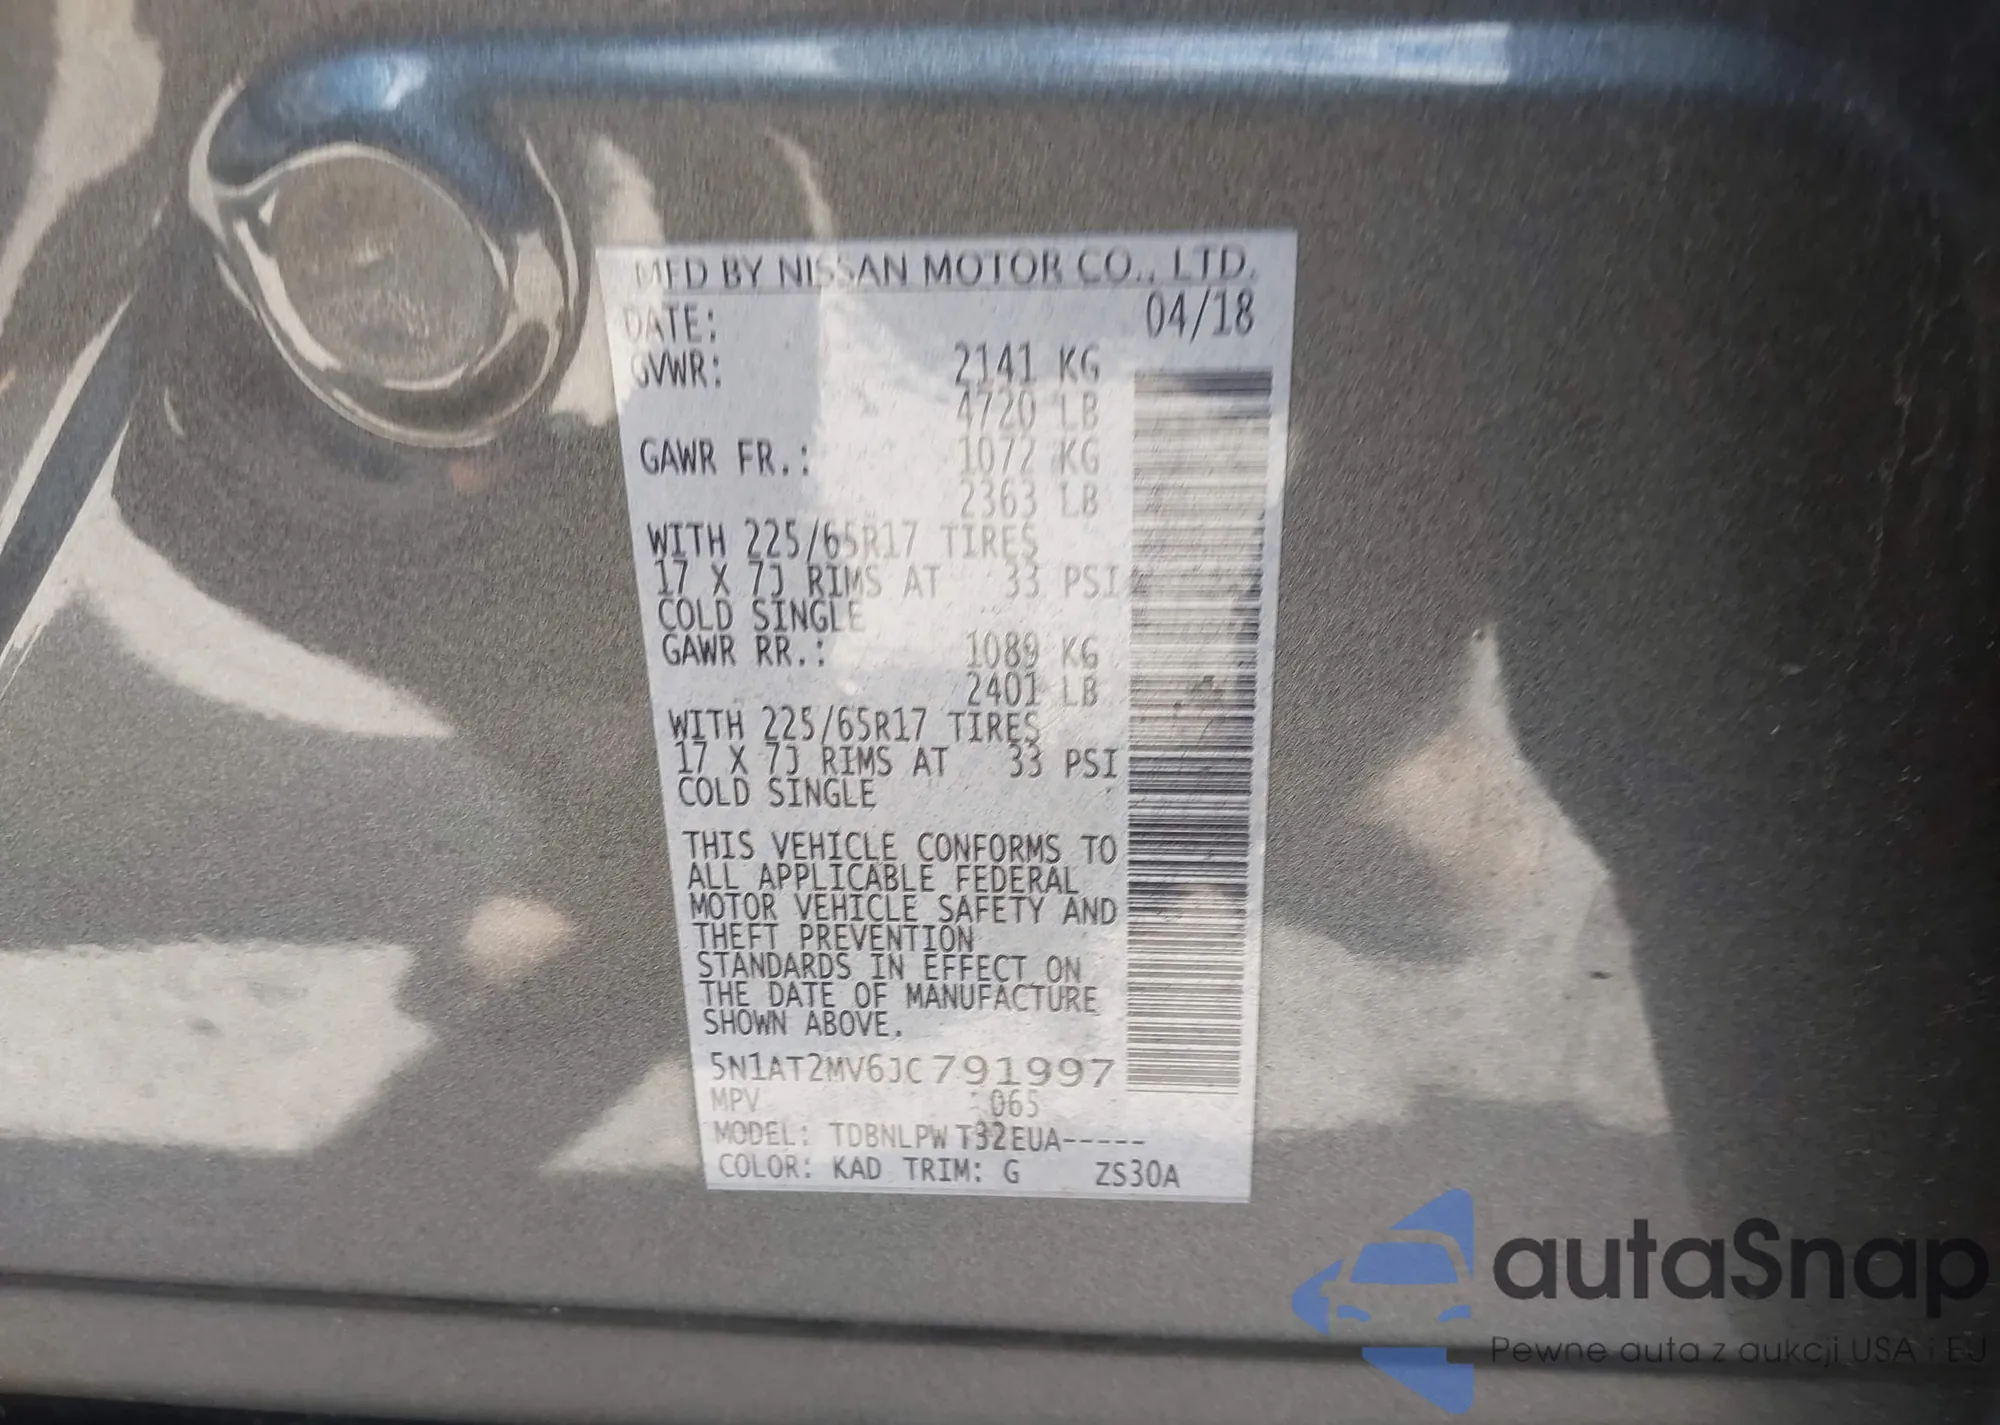 MFD BY NISSAN MOTOR CO., LTD.
DATE: 04/18
GVWR: 2141 KG
4720 LB
GAWR FR.: 1072 KG
2363 LB
WITH 225/65R17 TIRES
17 X 7J RIMS AT 33 PSI
COLD SINGLE
GAWR RR.: 1089 KG
2401 LB
WITH 225/65R17 TIRES
17 X 7J RIMS AT 33 PSI
COLD SINGLE
THIS VEHICLE CONFORMS TO
ALL APPLICABLE FEDERAL
MOTOR VEHICLE SAFETY AND
THEFT PREVENTION
STANDARDS IN EFFECT ON
THE DATE OF MANUFACTURE
SHOWN ABOVE.
5N1AT2MV6JC791997
MPV : 065
MODEL: TDBNLPWT32EUA-----
COLOR: KAD TRIM: G ZS30A
autaSnap
Pewne auta z aukcji USA i EU